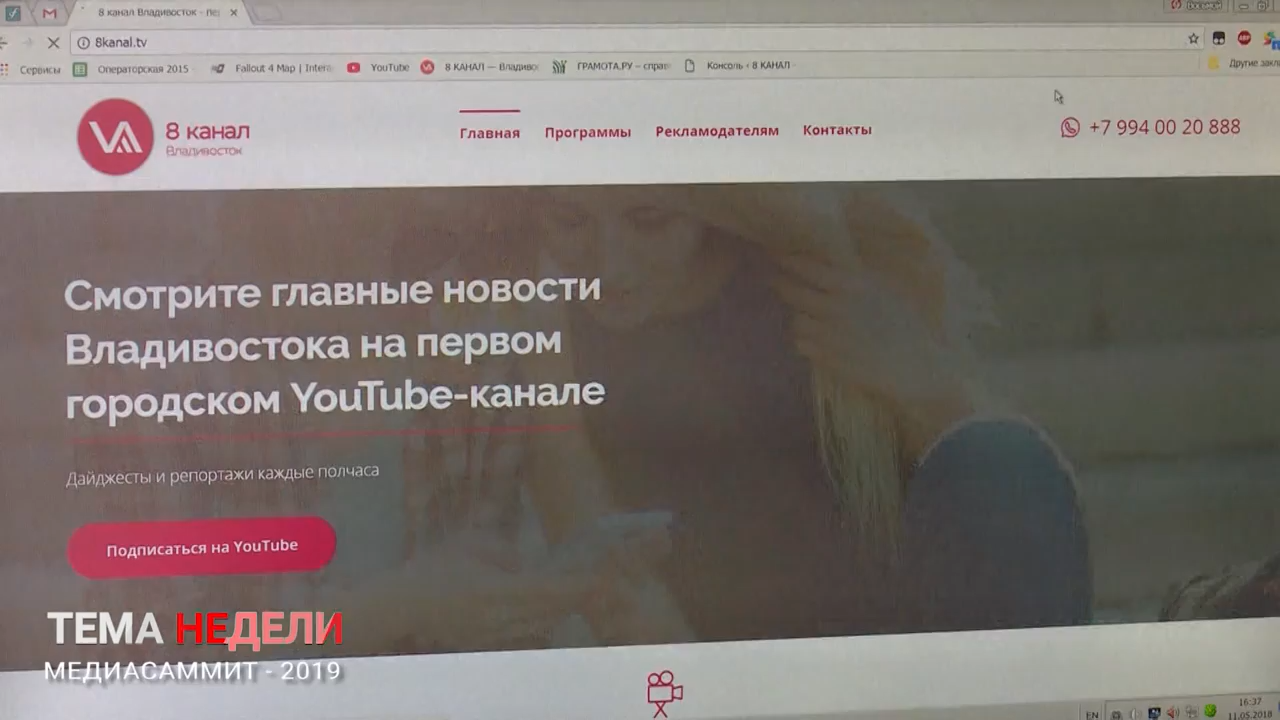 8 канал Владивосток - пе
8kanal.tv
Сервисы
Операторская 2015
Fallout 4 Map | Intera
YouTube
8 КАНАЛ — Владивос
ГРАМОТА.РУ – справ
Консоль ‹ 8 КАНАЛ
Другие закла
8 канал
Владивосток
Главная
Программы
Рекламодателям
Контакты
+7 994 00 20 888
Смотрите главные новости
Владивостока на первом
городском YouTube-канале
Дайджесты и репортажи каждые полчаса
Подписаться на YouTube
ТЕМА НЕДЕЛИ
МЕДИАСАММИТ - 2019
EN
16:37
11.05.2018